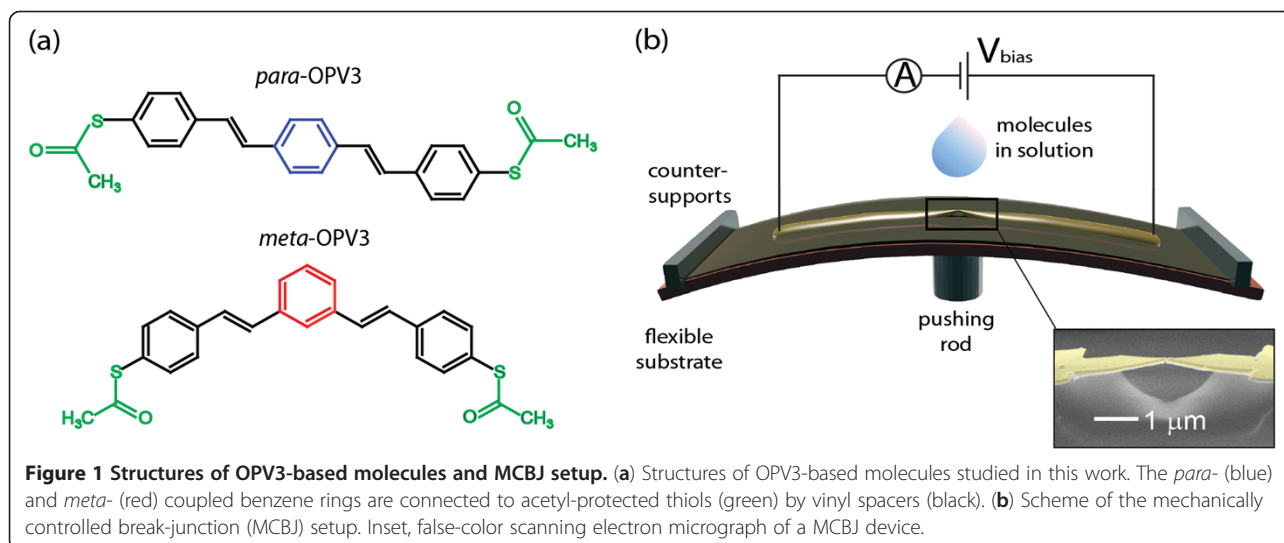 (a)
para-OPV3
S
O
CH₃
O
S
CH₃
meta-OPV3
S
H₃C
O
S
O
CH₃
(b)
A
V bias
molecules
in solution
counter-
supports
flexible
substrate
pushing
rod
1 μm
Figure 1 Structures of OPV3-based molecules and MCBJ setup. (a) Structures of OPV3-based molecules studied in this work. The para- (blue)
and meta- (red) coupled benzene rings are connected to acetyl-protected thiols (green) by vinyl spacers (black). (b) Scheme of the mechanically
controlled break-junction (MCBJ) setup. Inset, false-color scanning electron micrograph of a MCBJ device.